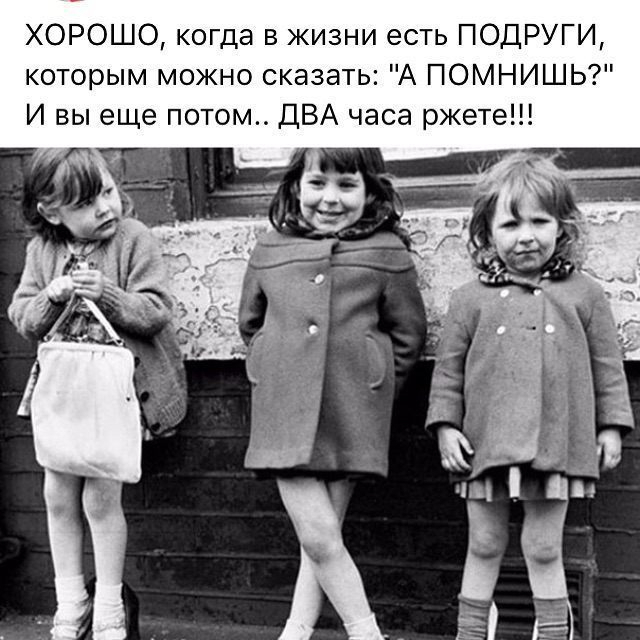 ХОРОШО, когда в жизни есть ПОДРУГИ,
которым можно сказать: "А ПОМНИШЬ?"
И вы еще потом.. ДВА часа ржете!!!